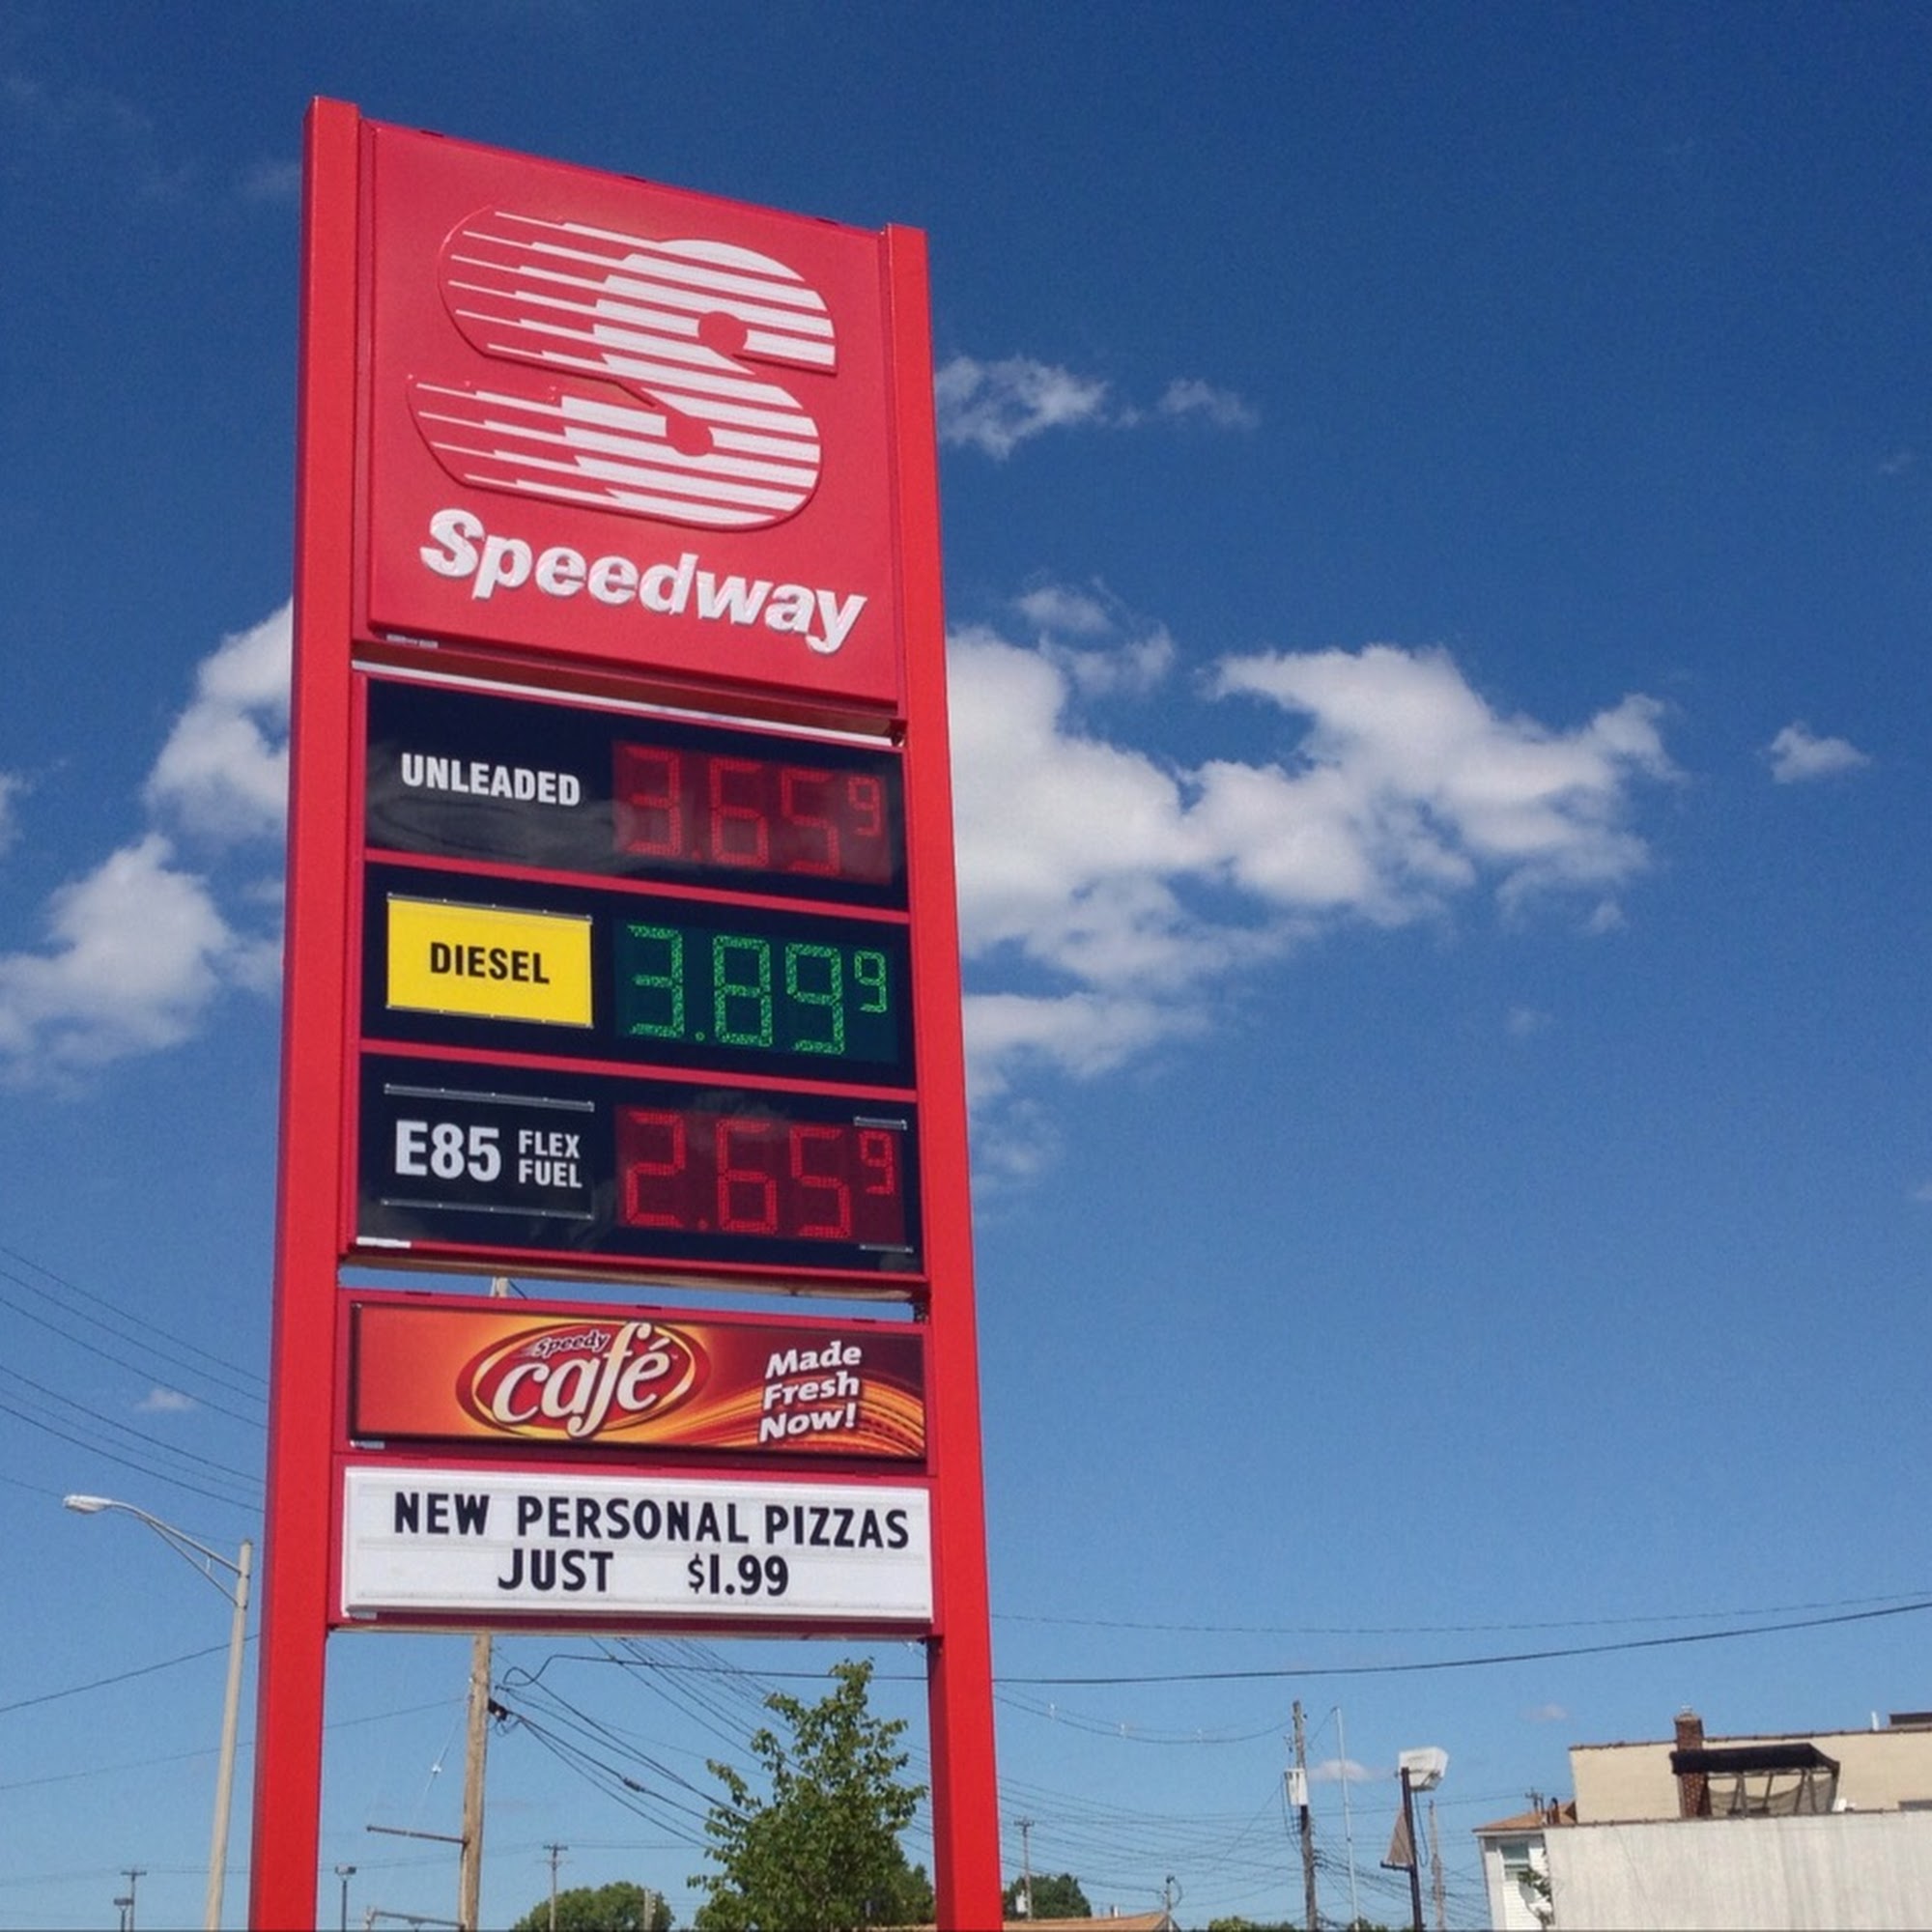 S
Speedway
UNLEADED 3.65 9
DIESEL 3.89 9
E85 FLEX FUEL 2.65 9
Speedy
café
Made
Fresh
Now!
NEW PERSONAL PIZZAS
JUST $1.99